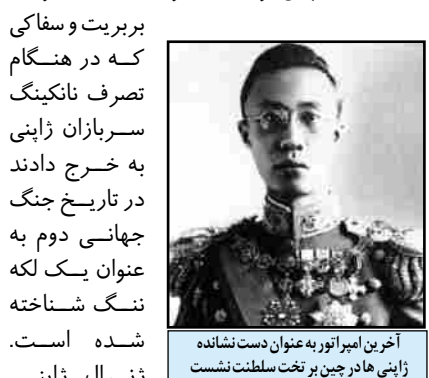 بربریت و سفاکی
که در هنگام
تصرف نانکینگ
سربازان ژاپنی
به خرج دادند
در تاریخ جنگ
جهانی دوم به
عنوان یک لکه
ننگ شناخته
شده است.
ژنرال ژاپنی
آخرین امپراتور به عنوان دست نشانده
ژاپنی ها در چین بر تخت سلطنت نشست